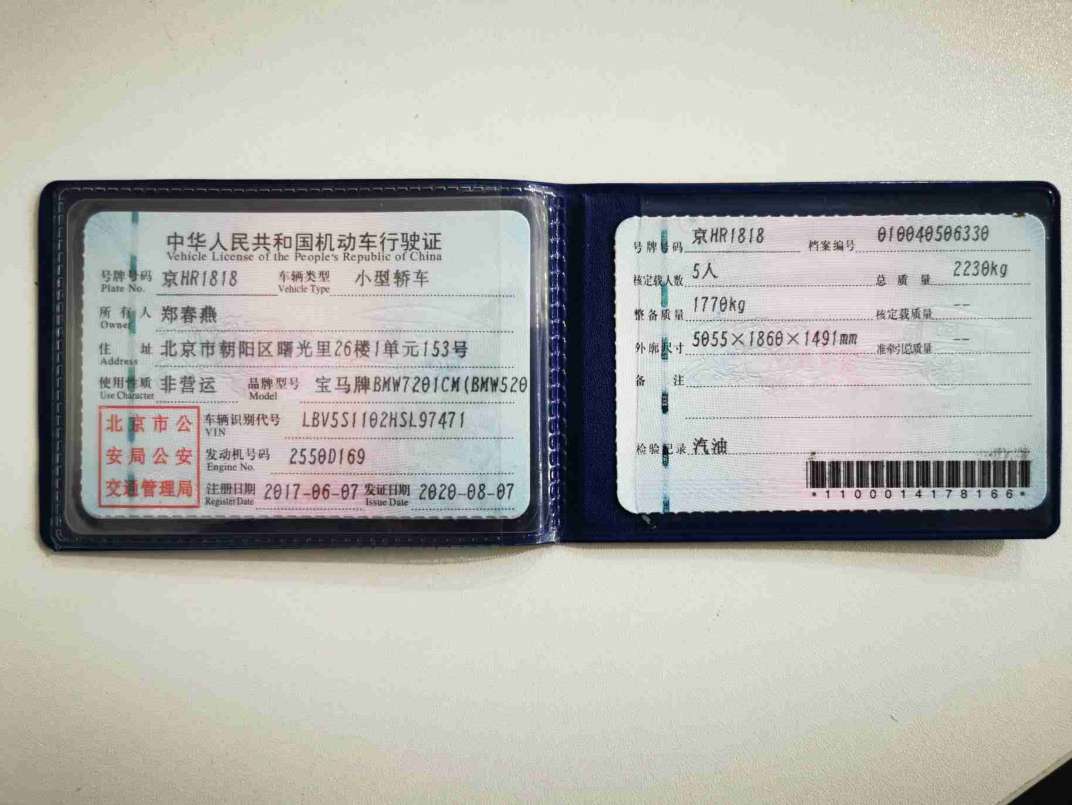 中华人民共和国机动车行驶证
Vehicle License of the People's Republic of China
号牌号码 京HR1818 车辆类型 小型轿车
Plate No. Vehicle Type
所有人 郑春燕
Owner
住址 北京市朝阳区曙光里26楼1单元153号
Address
使用性质 非营运 品牌型号 宝马牌BMW7201CM(BMW520
Use Character Model
北京市公
安局公安
交通管理局
车辆识别代号 LBV5S1102HSL97471
VIN
发动机号码 2550D169
Engine No.
注册日期 2017-06-07 发证日期 2020-08-07
Register Date Issue Date
号牌号码 京HR1818 档案编号 010040506330
核定载人数 5人 总质量 2230kg
整备质量 1770kg 核定载质量 --
外廓尺寸 5055×1860×1491mm 准牵引总质量 --
备注
检验记录 汽油
*1100014178166*